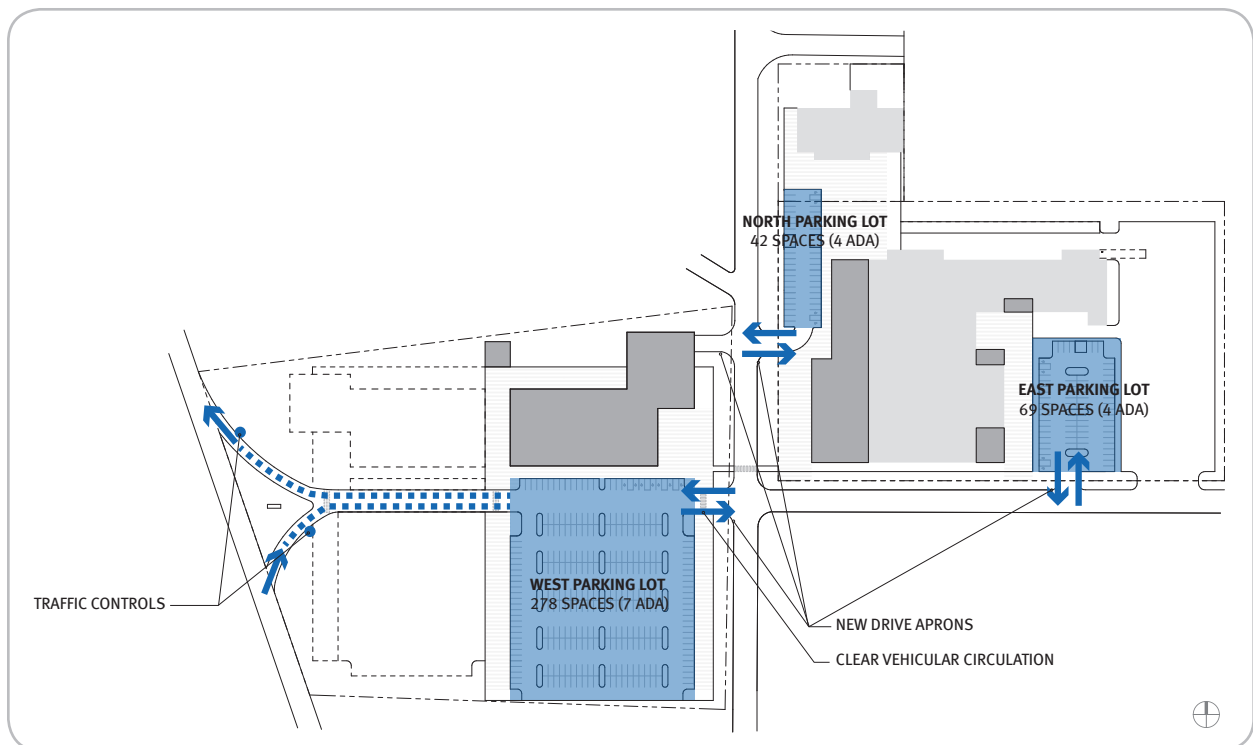 NORTH PARKING LOT
42 SPACES (4 ADA)
EAST PARKING LOT
69 SPACES (4 ADA)
WEST PARKING LOT
278 SPACES (7 ADA)
TRAFFIC CONTROLS
NEW DRIVE APRONS
CLEAR VEHICULAR CIRCULATION